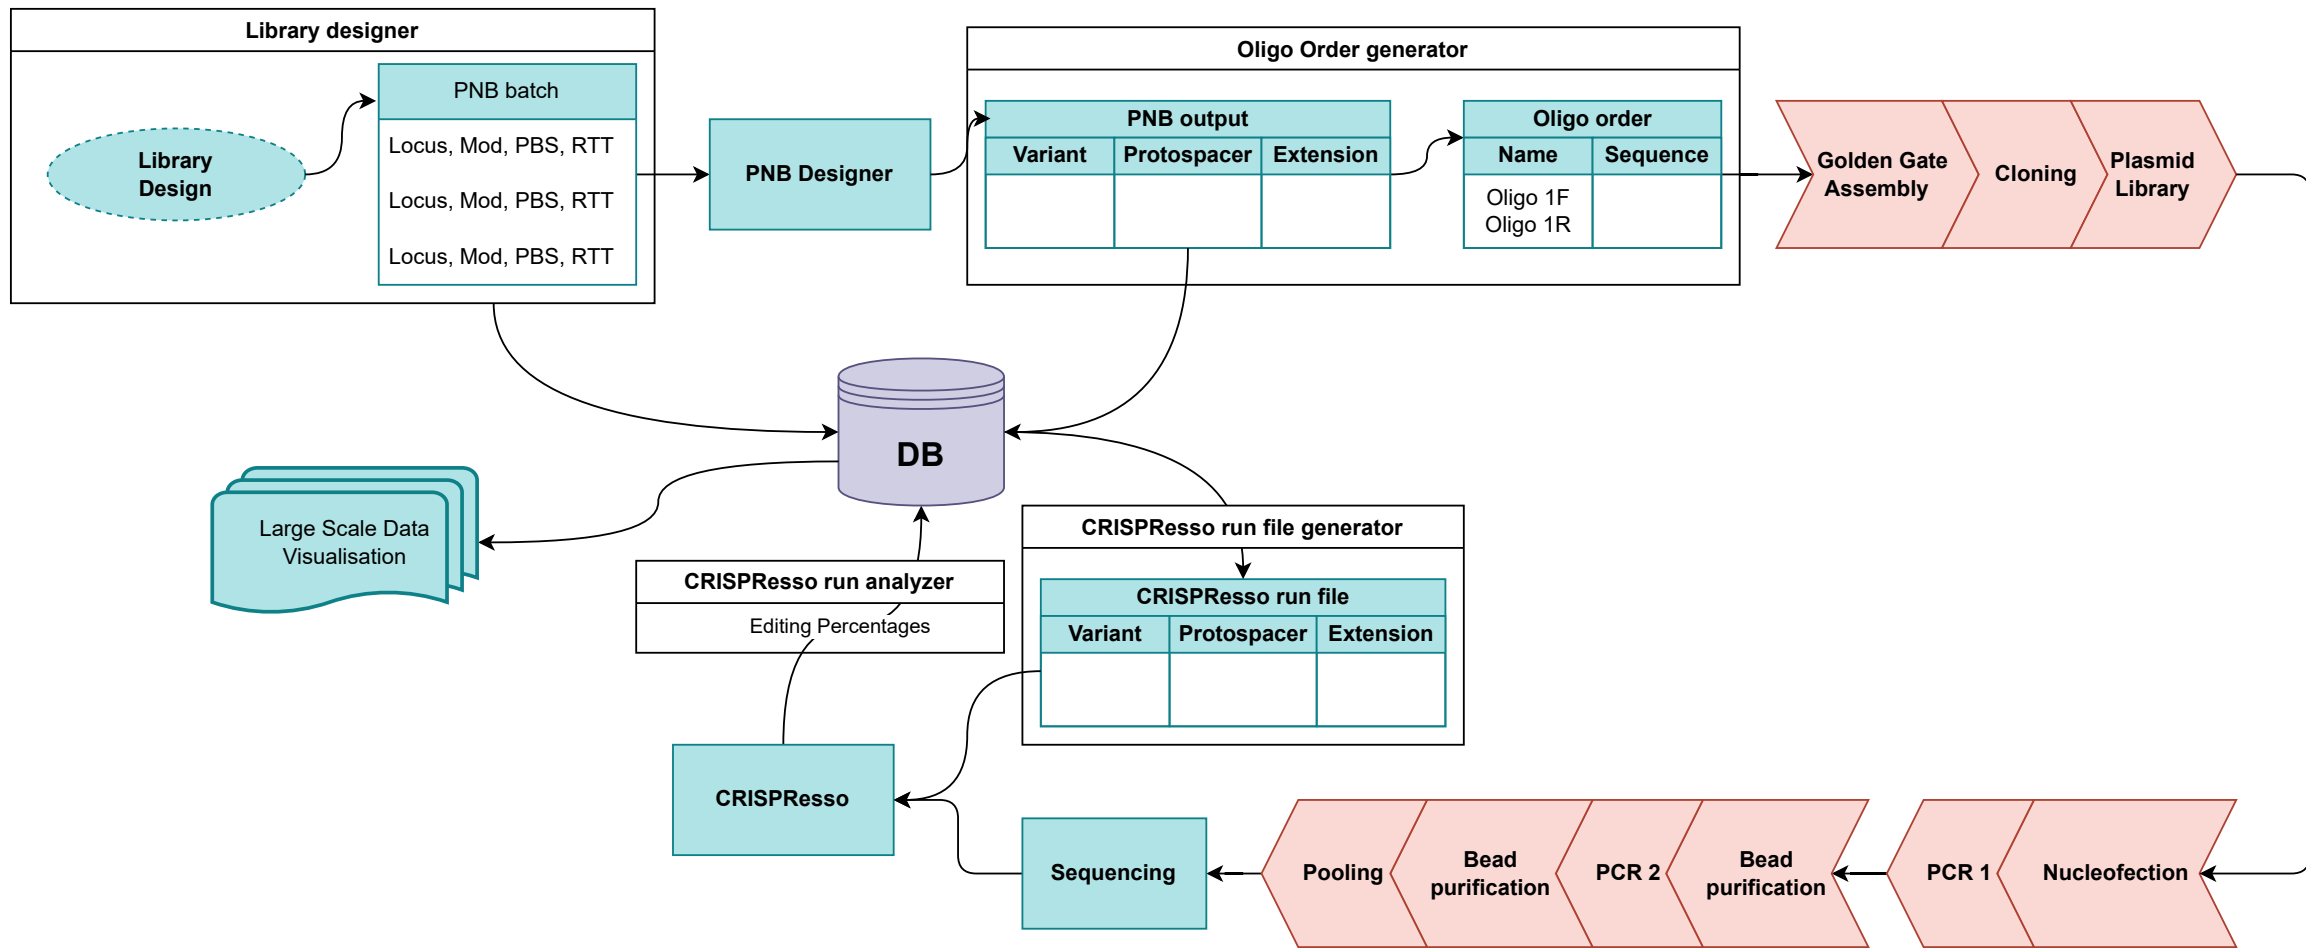 Library designer
PNB batch
Library
Design
Locus, Mod, PBS, RTT
Locus, Mod, PBS, RTT
Locus, Mod, PBS, RTT
PNB Designer
Oligo Order generator
PNB output
Variant
Protospacer
Extension
Oligo order
Name
Sequence
Oligo 1F
Oligo 1R
Golden Gate
Assembly
Cloning
Plasmid
Library
DB
Large Scale Data
Visualisation
CRISPResso run analyzer
Editing Percentages
CRISPResso run file generator
CRISPResso run file
Variant
Protospacer
Extension
CRISPResso
Sequencing
Pooling
Bead
purification
PCR 2
Bead
purification
PCR 1
Nucleofection